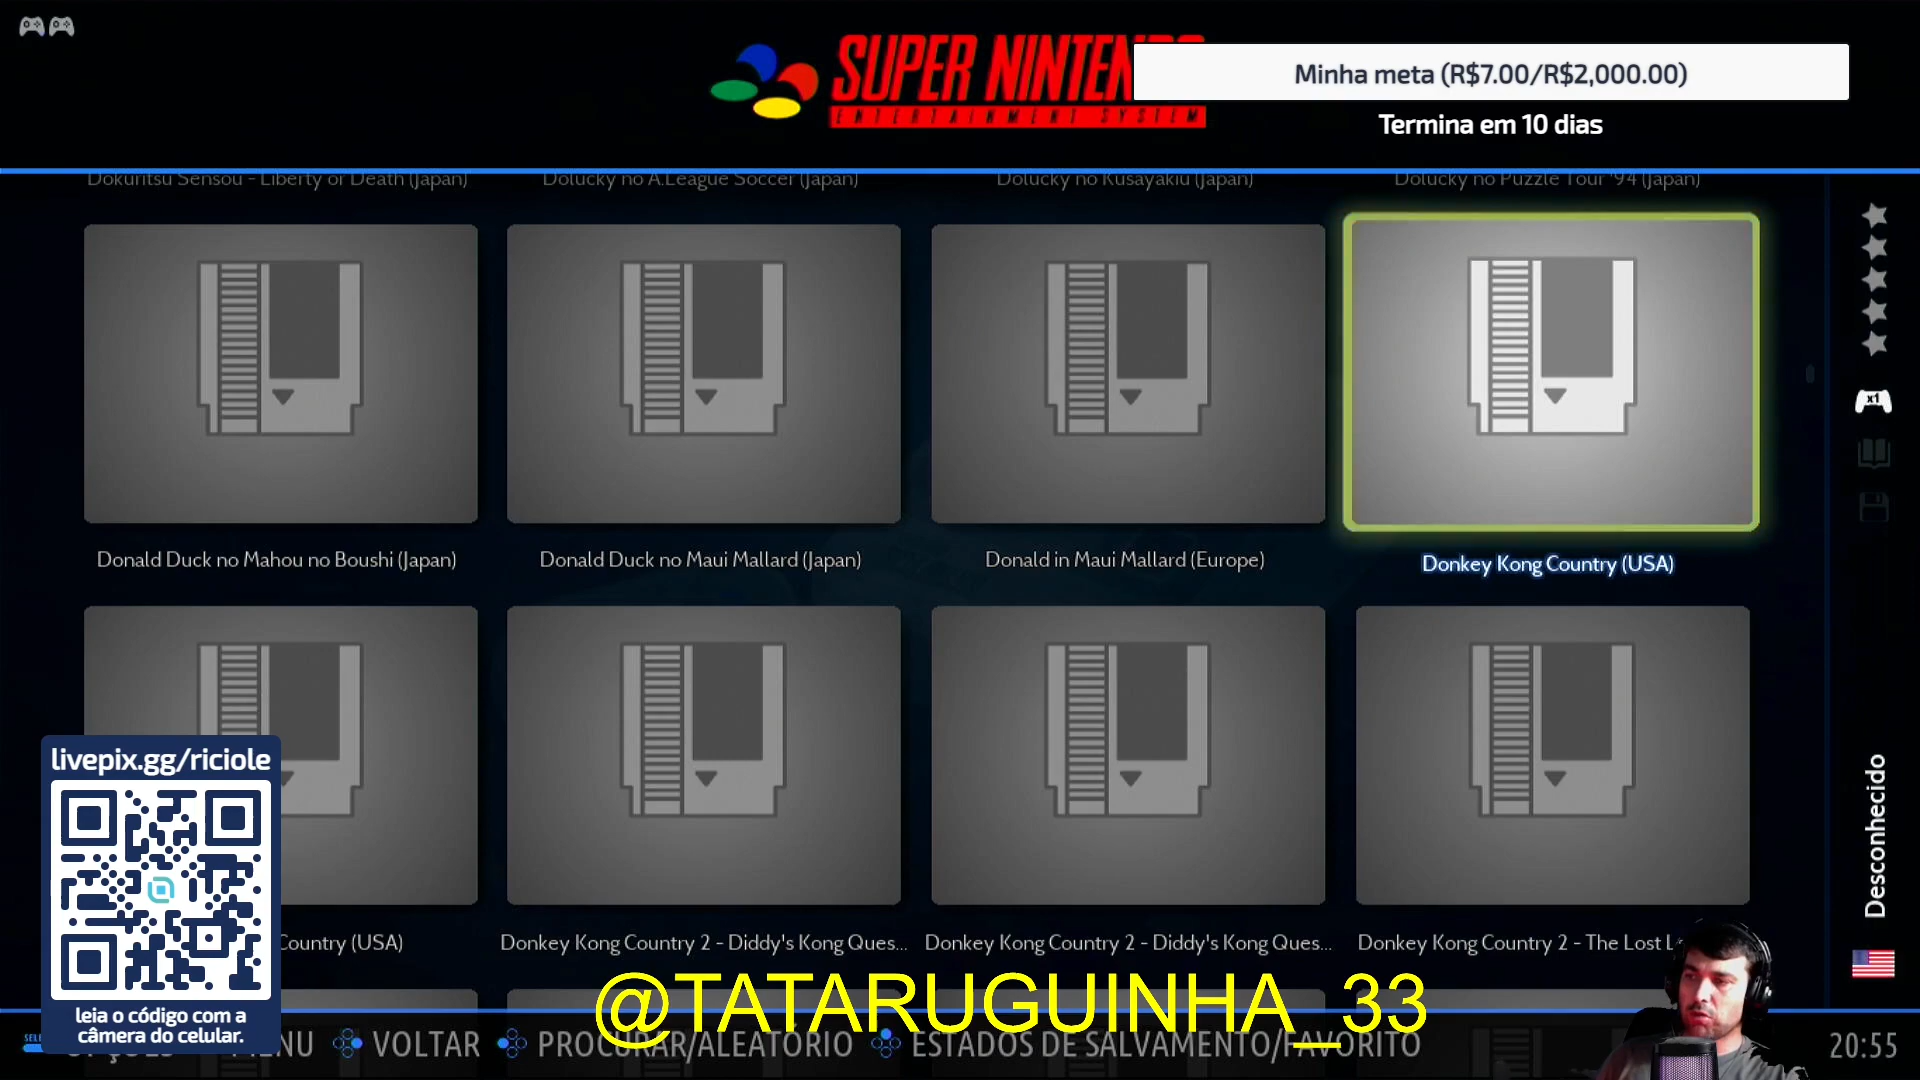 SUPER NINTEN
ENTERTAINMENT SYSTEM
Minha meta (R$7.00/R$2,000.00)
Termina em 10 dias
Dokuritsu Sensou - Liberty or Death (Japan)
Dolucky no A.League Soccer (Japan)
Dolucky no Kusayakiu (Japan)
Dolucky no Puzzle Tour '94 (Japan)
x1
Donald Duck no Mahou no Boushi (Japan)
Donald Duck no Maui Mallard (Japan)
Donald in Maui Mallard (Europe)
Donkey Kong Country (USA)
livepix.gg/riciole
leia o código com a
câmera do celular.
Country (USA)
Donkey Kong Country 2 - Diddy's Kong Ques...
Donkey Kong Country 2 - Diddy's Kong Ques...
Donkey Kong Country 2 - The Lost L
Desconhecido
@TATARUGUINHA_33
VOLTAR
PROCURAR/ALEATÓRIO
ESTADOS DE SALVAMENTO/FAVORITO
20:55